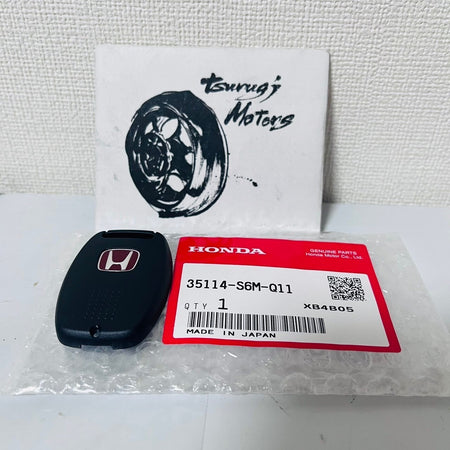 tsurugi
Motors
HONDA
GENUINE PARTS
Honda Motor Co., Ltd.
35114-S6M-Q11
QTY 1
XB4B05
MADE IN JAPAN